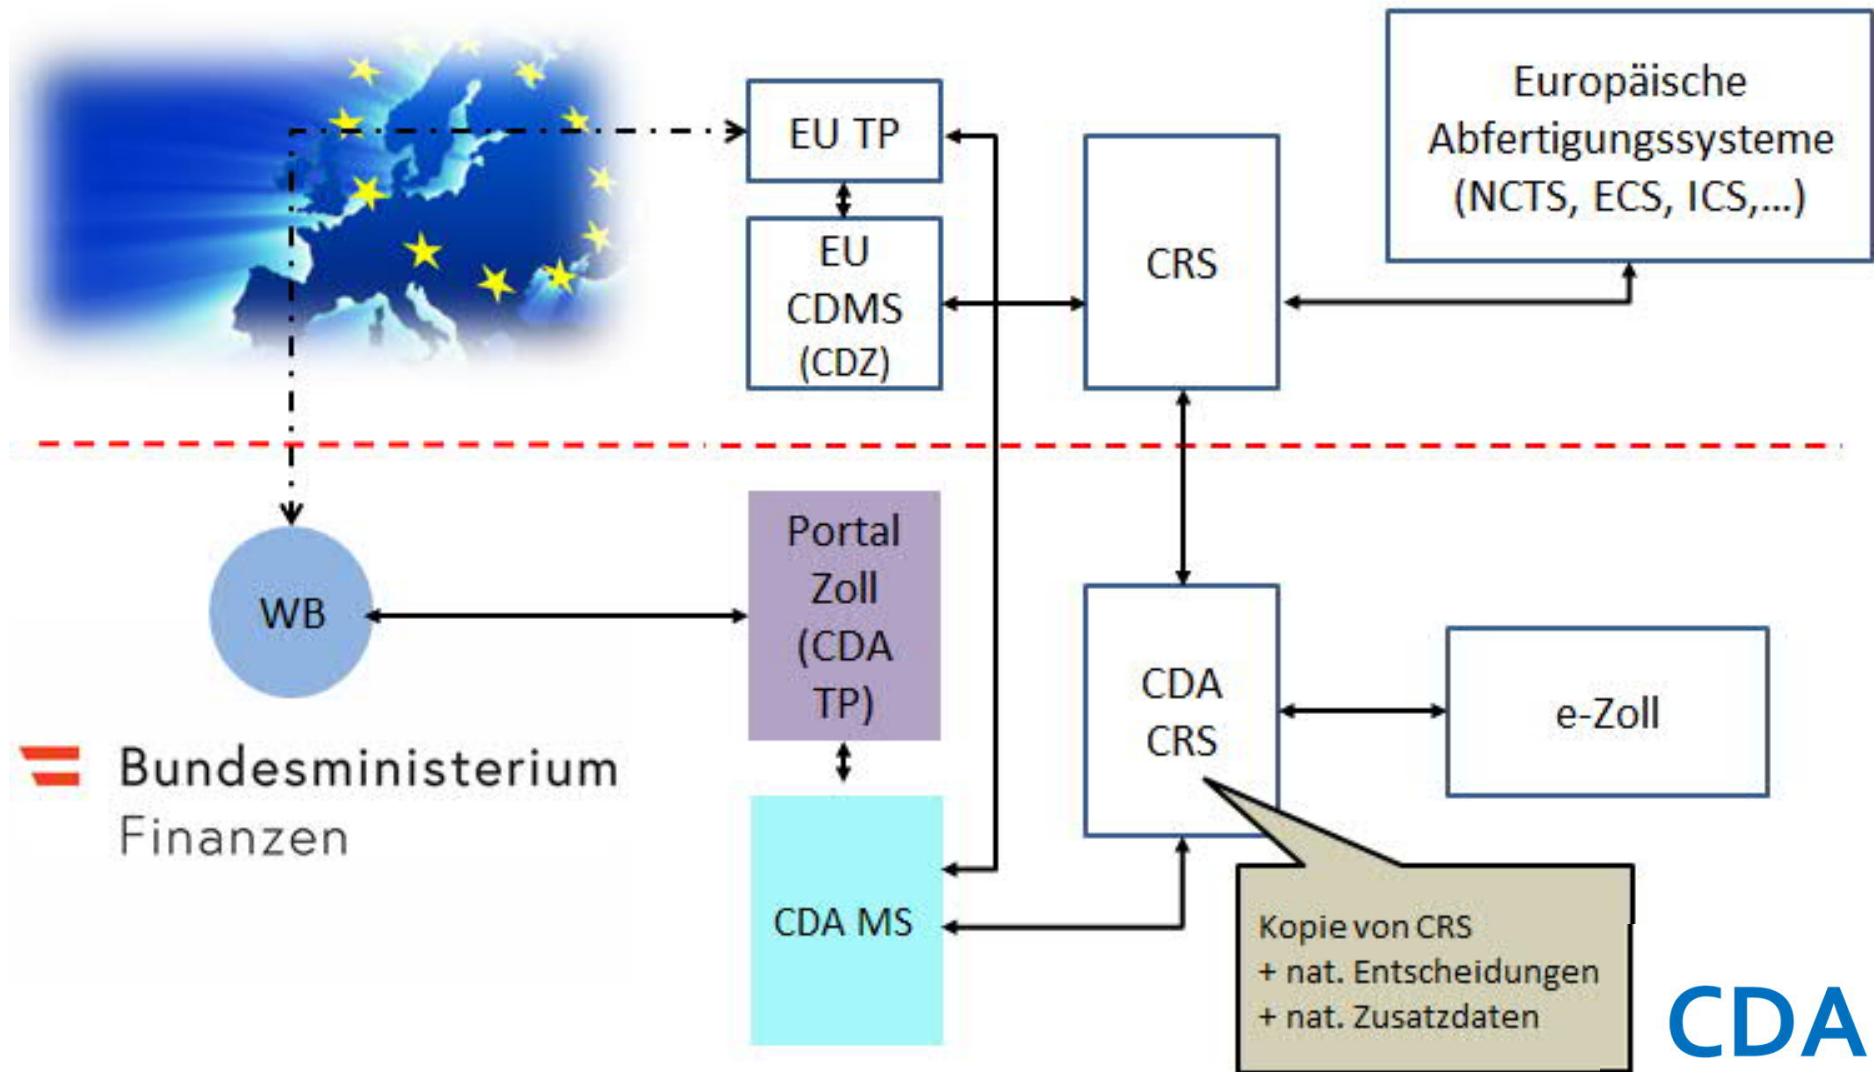 EU TP
EU
CDMS
(CDZ)
CRS
Europäische
Abfertigungssysteme
(NCTS, ECS, ICS,...)
WB
Portal
Zoll
(CDA
TP)
CDA
CRS
e-Zoll
Bundesministerium
Finanzen
CDA MS
Kopie von CRS
+ nat. Entscheidungen
+ nat. Zusatzdaten
CDA